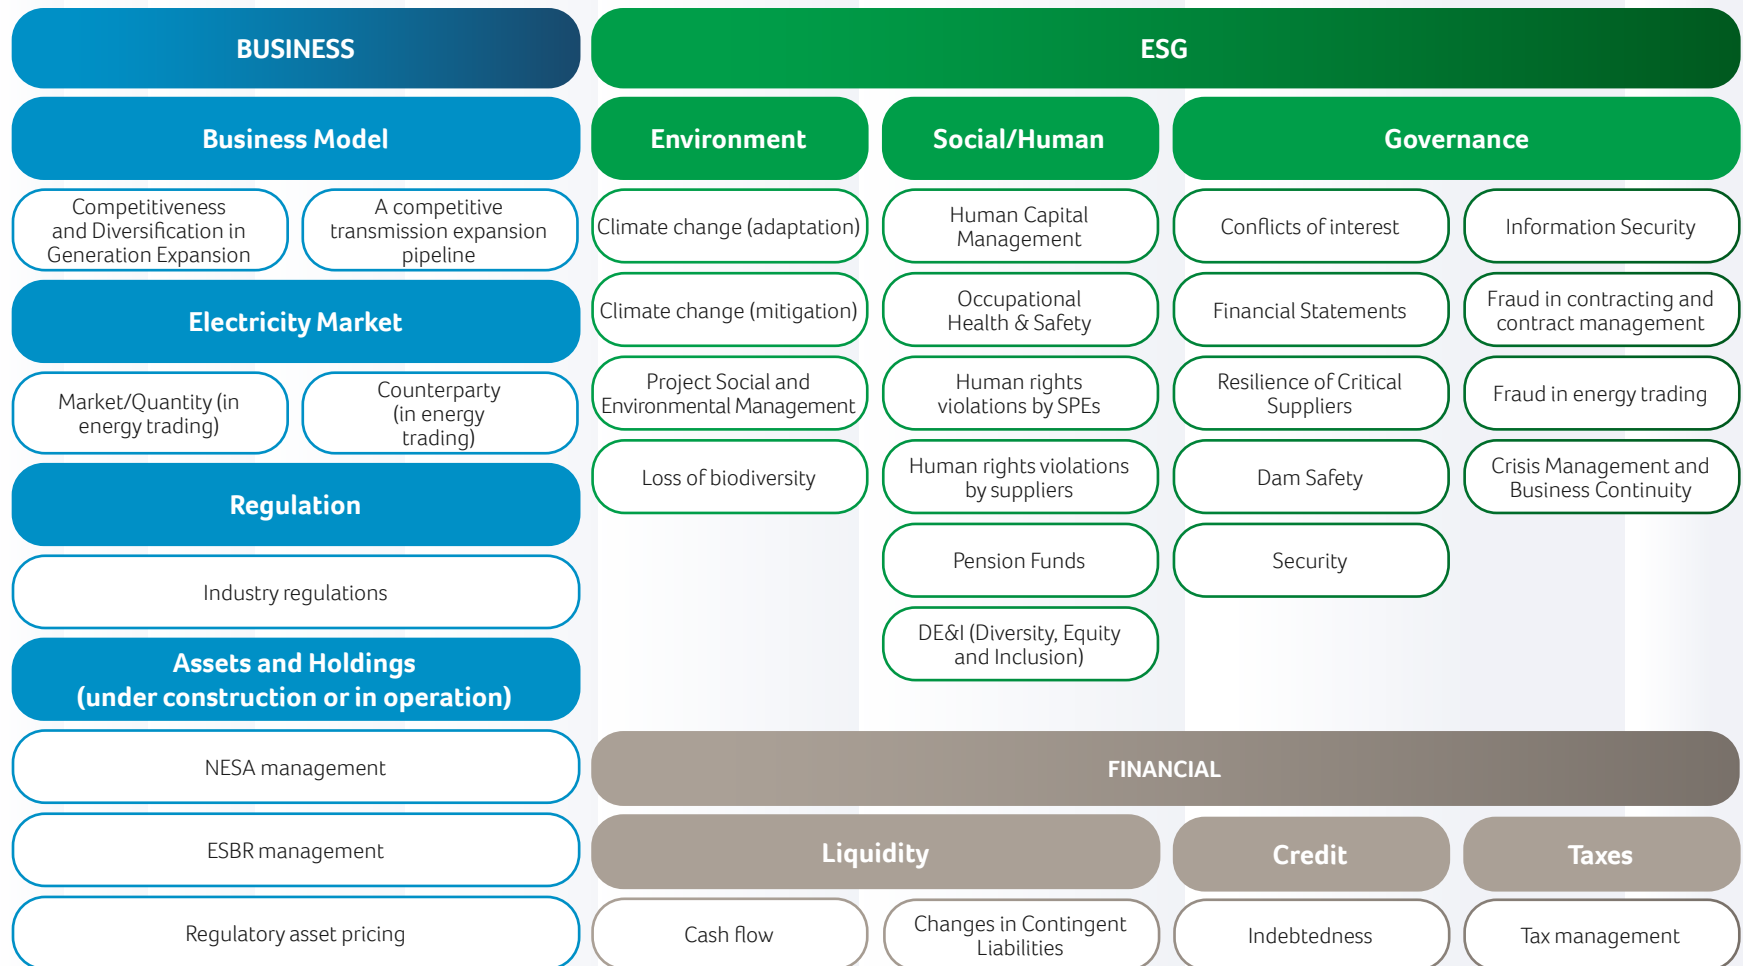 BUSINESS
Business Model
Competitiveness
and Diversification in
Generation Expansion
A competitive
transmission expansion
pipeline
Electricity Market
Market/Quantity (in
energy trading)
Counterparty
(in energy
trading)
Regulation
Industry regulations
Assets and Holdings
(under construction or in operation)
NESA management
ESBR management
Regulatory asset pricing
ESG
Environment
Climate change (adaptation)
Climate change (mitigation)
Project Social and
Environmental Management
Loss of biodiversity
Social/Human
Human Capital
Management
Occupational
Health & Safety
Human rights
violations by SPEs
Human rights violations
by suppliers
Pension Funds
DE&I (Diversity, Equity
and Inclusion)
Governance
Conflicts of interest
Financial Statements
Resilience of Critical
Suppliers
Dam Safety
Security
Information Security
Fraud in contracting and
contract management
Fraud in energy trading
Crisis Management and
Business Continuity
FINANCIAL
Liquidity
Cash flow
Changes in Contingent
Liabilities
Credit
Indebtedness
Taxes
Tax management